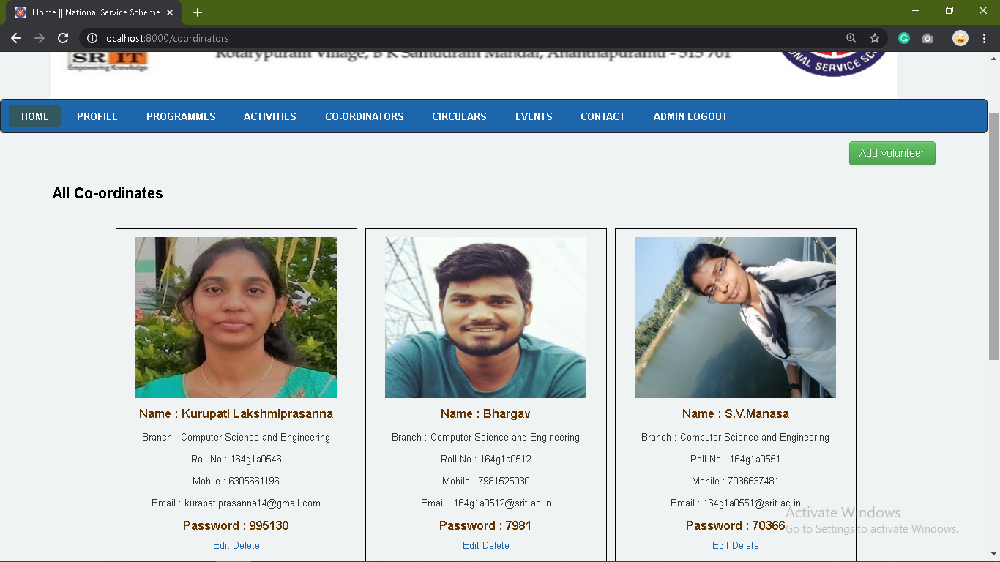 Home || National Service Scheme
localhost:8000/coordinators
SRIT
Empowering Knowledge
Rotarypuram Village, B K Samudram Mandal, Ananthapuramu - 515 701
NATIONAL SERVICE SCHEME
HOME PROFILE PROGRAMMES ACTIVITIES CO-ORDINATORS CIRCULARS EVENTS CONTACT ADMIN LOGOUT
Add Volunteer
All Co-ordinates
Name : Kurupati Lakshmiprasanna
Branch : Computer Science and Engineering
Roll No : 164g1a0546
Mobile : 6305661196
Email : kurapatiprasanna14@gmail.com
Password : 995130
Edit Delete
Name : Bhargav
Branch : Computer Science and Engineering
Roll No : 164g1a0512
Mobile : 7981525030
Email : 164g1a0512@srit.ac.in
Password : 7981
Edit Delete
Name : S.V.Manasa
Branch : Computer Science and Engineering
Roll No : 164g1a0551
Mobile : 7036637481
Email : 164g1a0551@srit.ac.in
Password : 70366
Edit Delete
Activate Windows
Go to Settings to activate Windows.